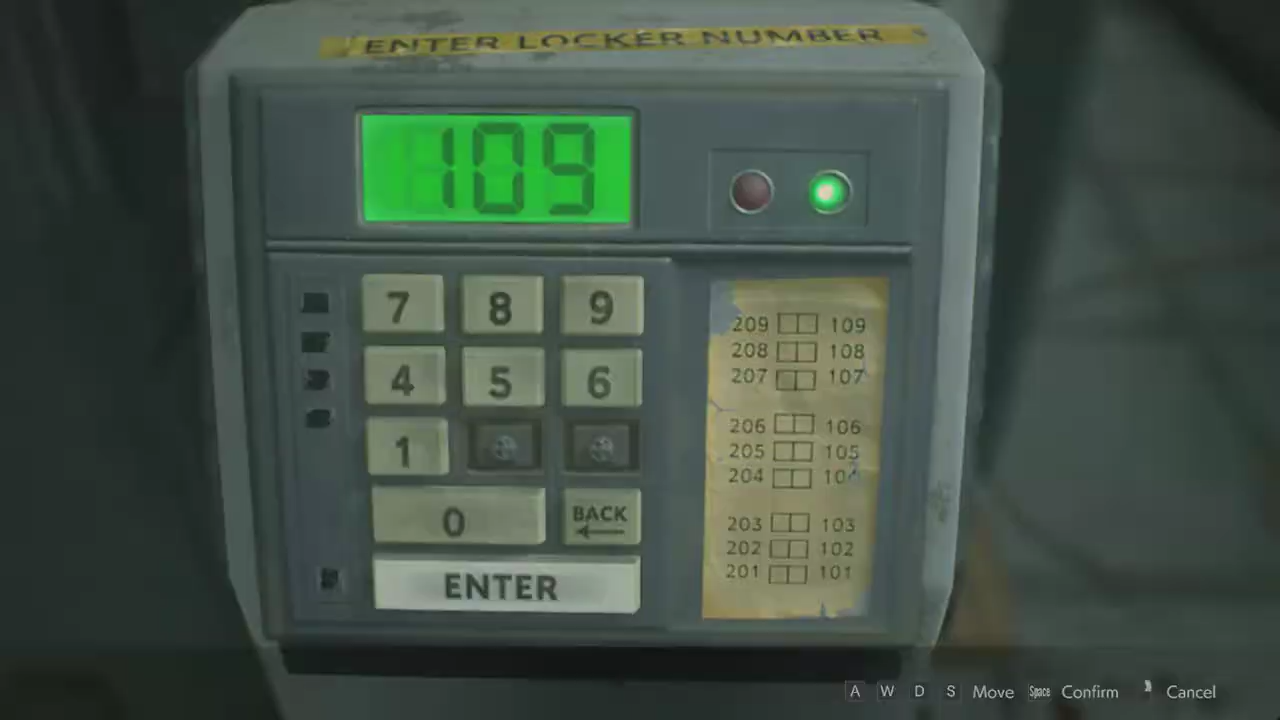 ENTER LOCKER NUMBER
109
7 8 9
4 5 6
1
0 BACK
ENTER
209 109
208 108
207 107
206 106
205 105
204 104
203 103
202 102
201 101
A W D S Move Space Confirm Cancel